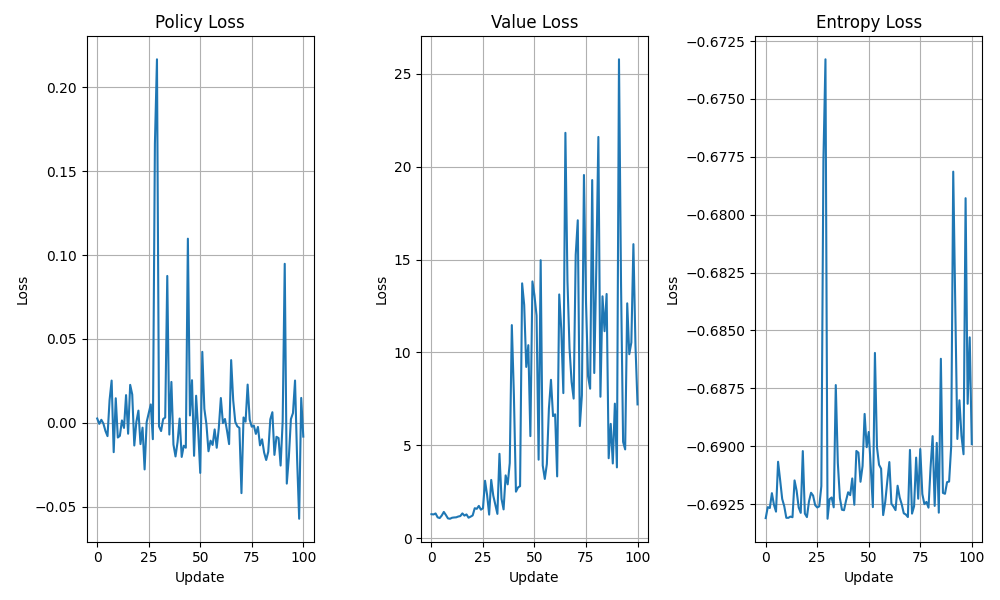 Policy Loss
Loss
0.20
0.15
0.10
0.05
0.00
−0.05
0 25 50 75 100
Update
Value Loss
Loss
25
20
15
10
5
0
0 25 50 75 100
Update
Entropy Loss
Loss
−0.6725
−0.6750
−0.6775
−0.6800
−0.6825
−0.6850
−0.6875
−0.6900
−0.6925
0 25 50 75 100
Update